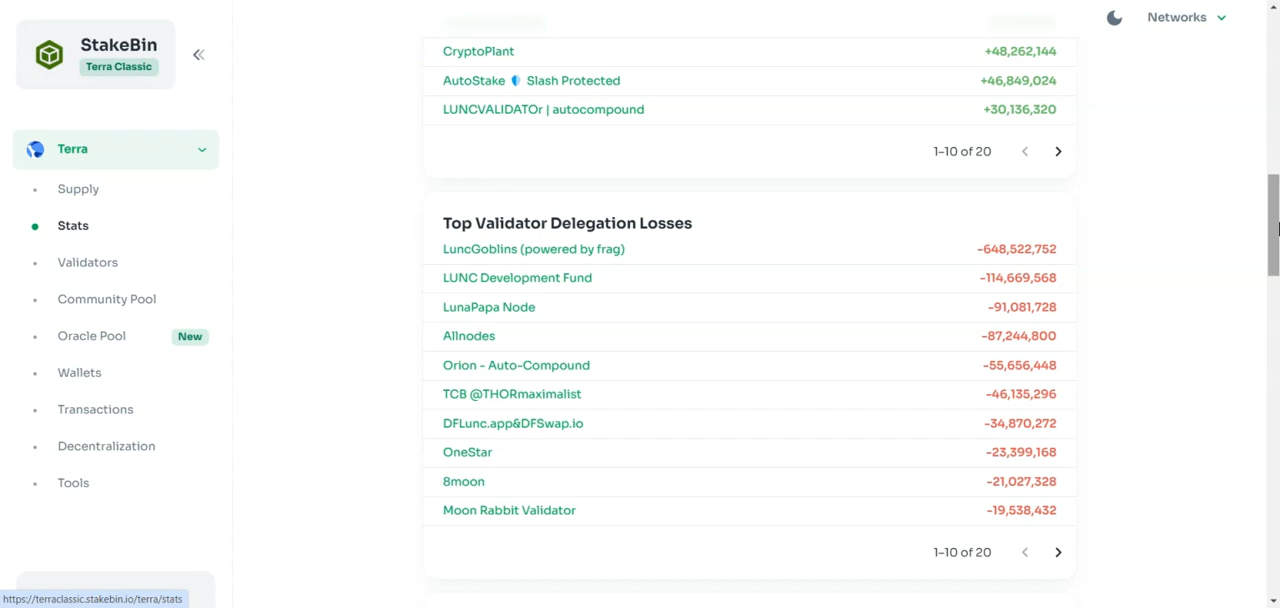 StakeBin
Terra Classic
Networks
Terra
Supply
Stats
Validators
Community Pool
Oracle Pool New
Wallets
Transactions
Decentralization
Tools
CryptoPlant +48,262,144
AutoStake Slash Protected +46,849,024
LUNCVALIDATOr | autocompound +30,136,320
1–10 of 20
Top Validator Delegation Losses
LuncGoblins (powered by frag) -648,522,752
LUNC Development Fund -114,669,568
LunaPapa Node -91,081,728
Allnodes -87,244,800
Orion - Auto-Compound -55,656,448
TCB @THORmaximalist -46,135,296
DFLunc.app&DFSwap.io -34,870,272
OneStar -23,399,168
8moon -21,027,328
Moon Rabbit Validator -19,538,432
1–10 of 20
https://terraclassic.stakebin.io/terra/stats